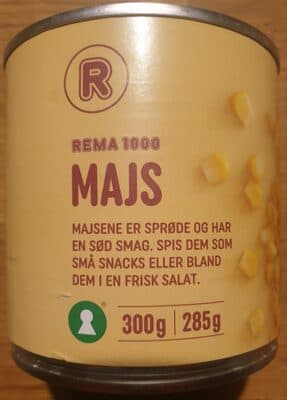 R
REMA 1000
MAJS
MAJSENE ER SPRØDE OG HAR
EN SØD SMAG. SPIS DEM SOM
SMÅ SNACKS ELLER BLAND
DEM I EN FRISK SALAT.
®
300g | 285g